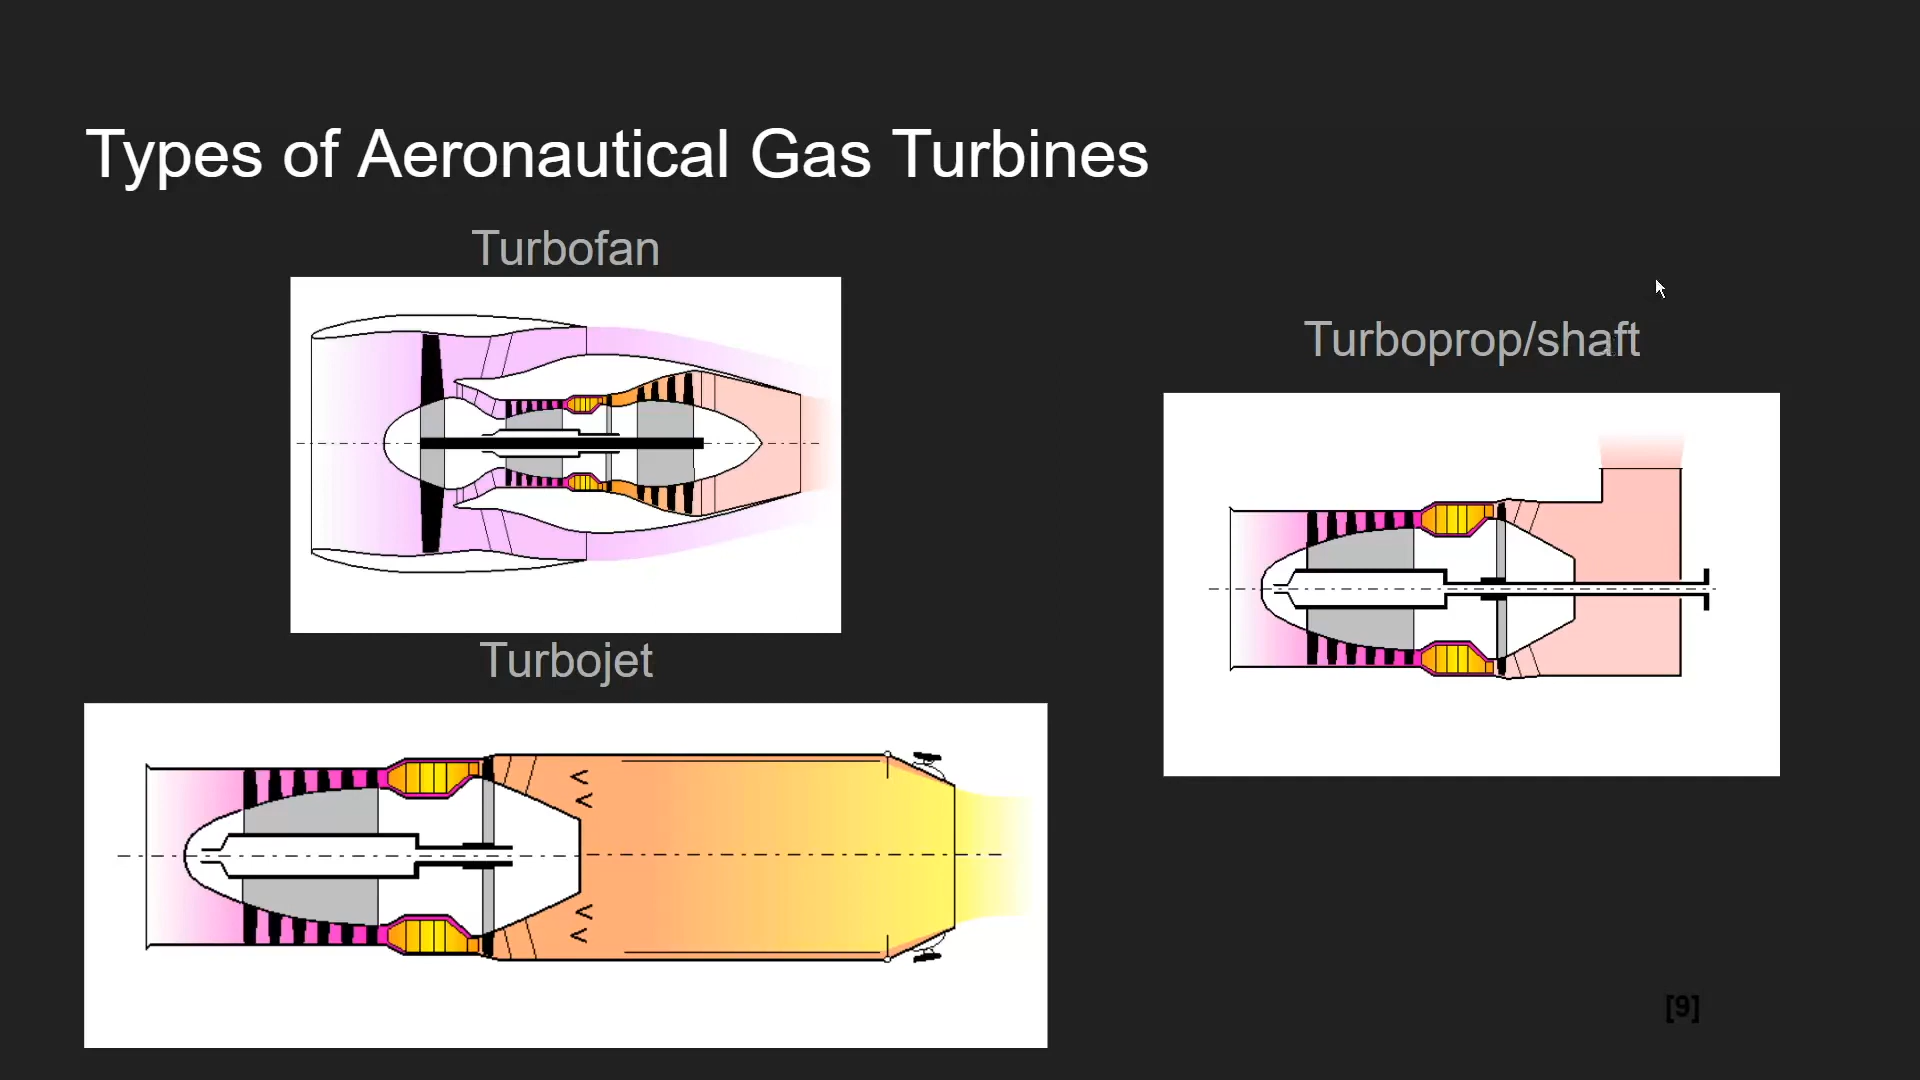 Types of Aeronautical Gas Turbines
Turbofan
Turboprop/shaft
Turbojet
[9]